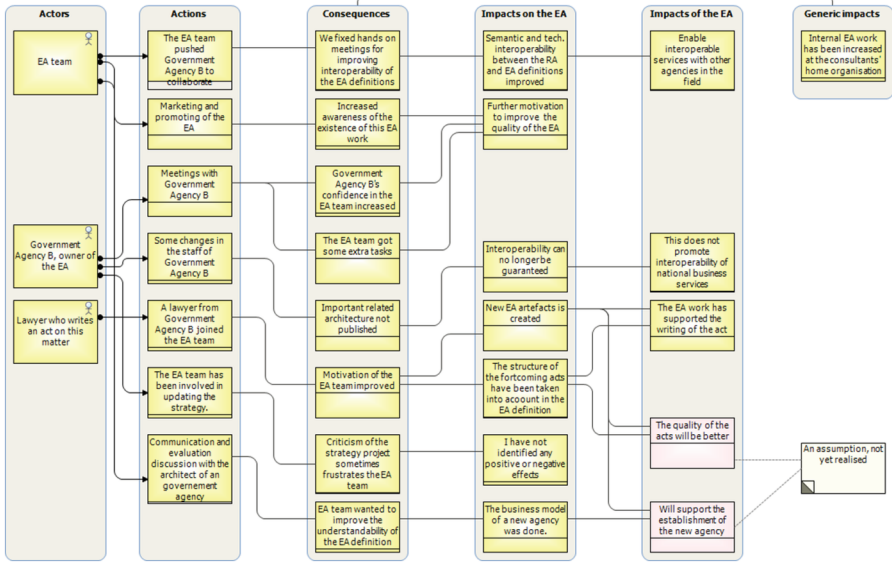 Actors
EA team
Government
Agency B, owner of
the EA
Lawyer who writes
an act on this
matter
Actions
The EA team
pushed
Government
Agency B to
collaborate
Marketing and
promoting of the
EA
Meetings with
Government
Agency B
Some changes in
the staff of
Government
Agency B
A lawyer from
Government
Agency B joined
the EA team
The EA team has
been involved in
updating the
strategy.
Communication and
evaluation
discussion with the
architect of an
governement
agency
Consequences
We fixed hands on
meetings for
improving
interoperability of
the EA definitions
Increased
awareness of the
existence of this EA
work
Government
Agency B's
confidence in the
EA team increased
The EA team got
some extra tasks
Important related
architecture not
published
Motivation of the
EA team improved
Criticism of the
strategy project
sometimes
frustrates the EA
team
EA team wanted to
improve the
understandability of
the EA definition
Impacts on the EA
Semantic and tech.
interoperability
between the RA
and EA definitions
improved
Further motivation
to improve the
quality of the EA
Interoperability can
no longer be
guaranteed
New EA artefacts is
created
The structure of
the fortcoming acts
have been taken
into acount in the
EA definition
I have not
identified any
positive or negative
effects
The business model
of a new agency
was done.
Impacts of the EA
Enable
interoperable
services with other
agencies in the
field
This does not
promote
interoperability of
national business
services
The EA work has
supported the
writing of the act
The quality of the
acts will be better
Will support the
establishment of
the new agency
Generic impacts
Internal EA work
has been increased
at the consultants'
home organisation
An assumption, not
yet realised